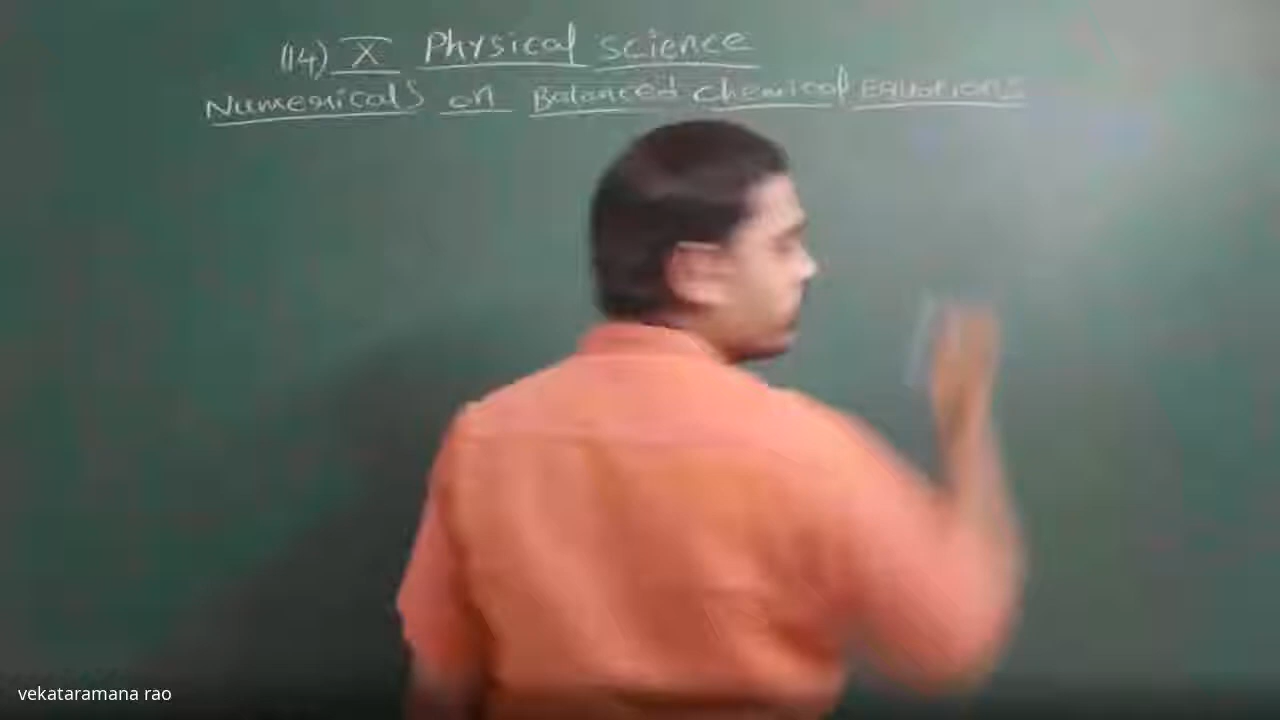 (14) X Physical science
Numericals on Balanced chemical EQUATIONS
vekataramana rao